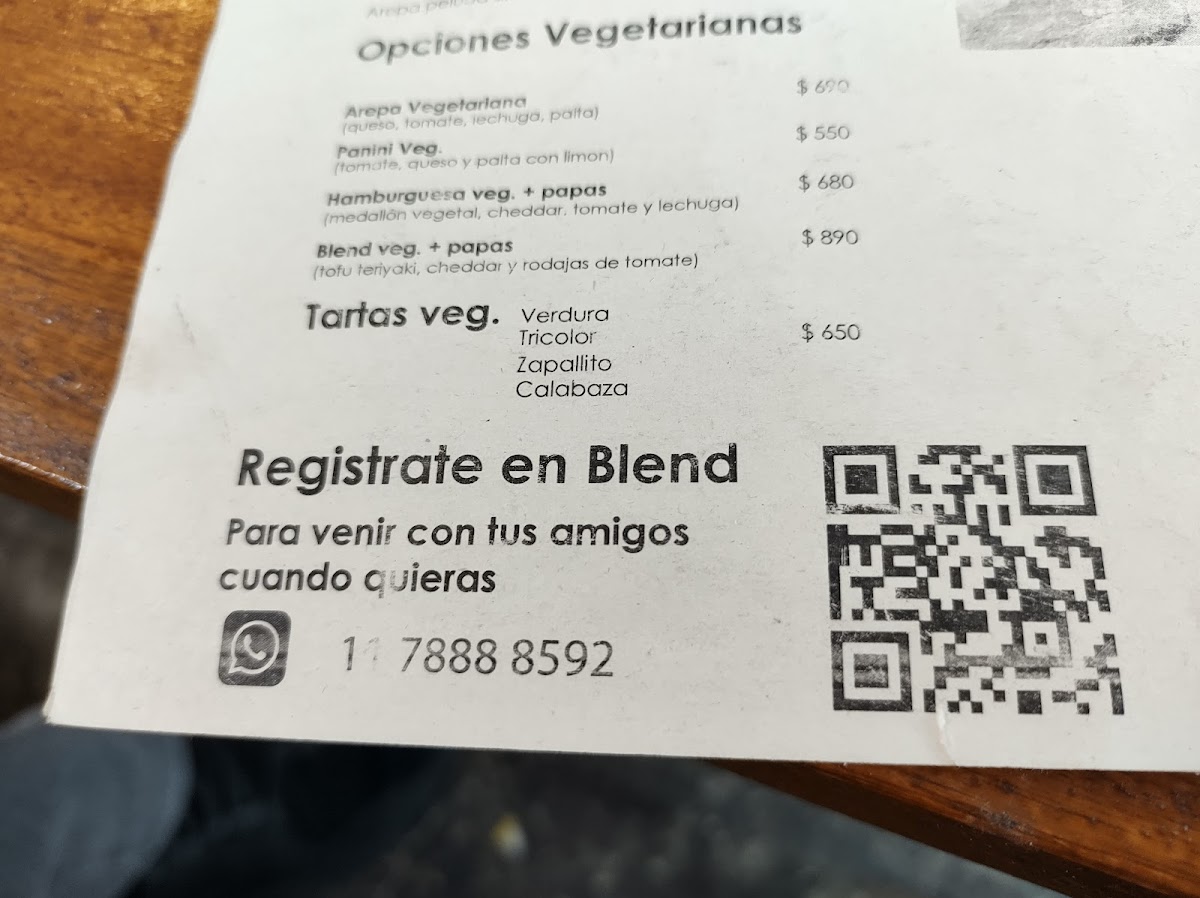 Arepa
Opciones Vegetarianas
Arepa Vegetariana $ 690
(queso, tomate, lechuga, palta)
Panini Veg. $ 550
(tomate, queso y palta con limon)
Hamburguesa veg. + papas $ 680
(medallón vegetal, cheddar, tomate y lechuga)
Blend veg. + papas $ 890
(tofu teriyaki, cheddar y rodajas de tomate)
Tartas veg. Verdura
Tricolor $ 650
Zapallito
Calabaza
Registrate en Blend
Para venir con tus amigos
cuando quieras
11 7888 8592